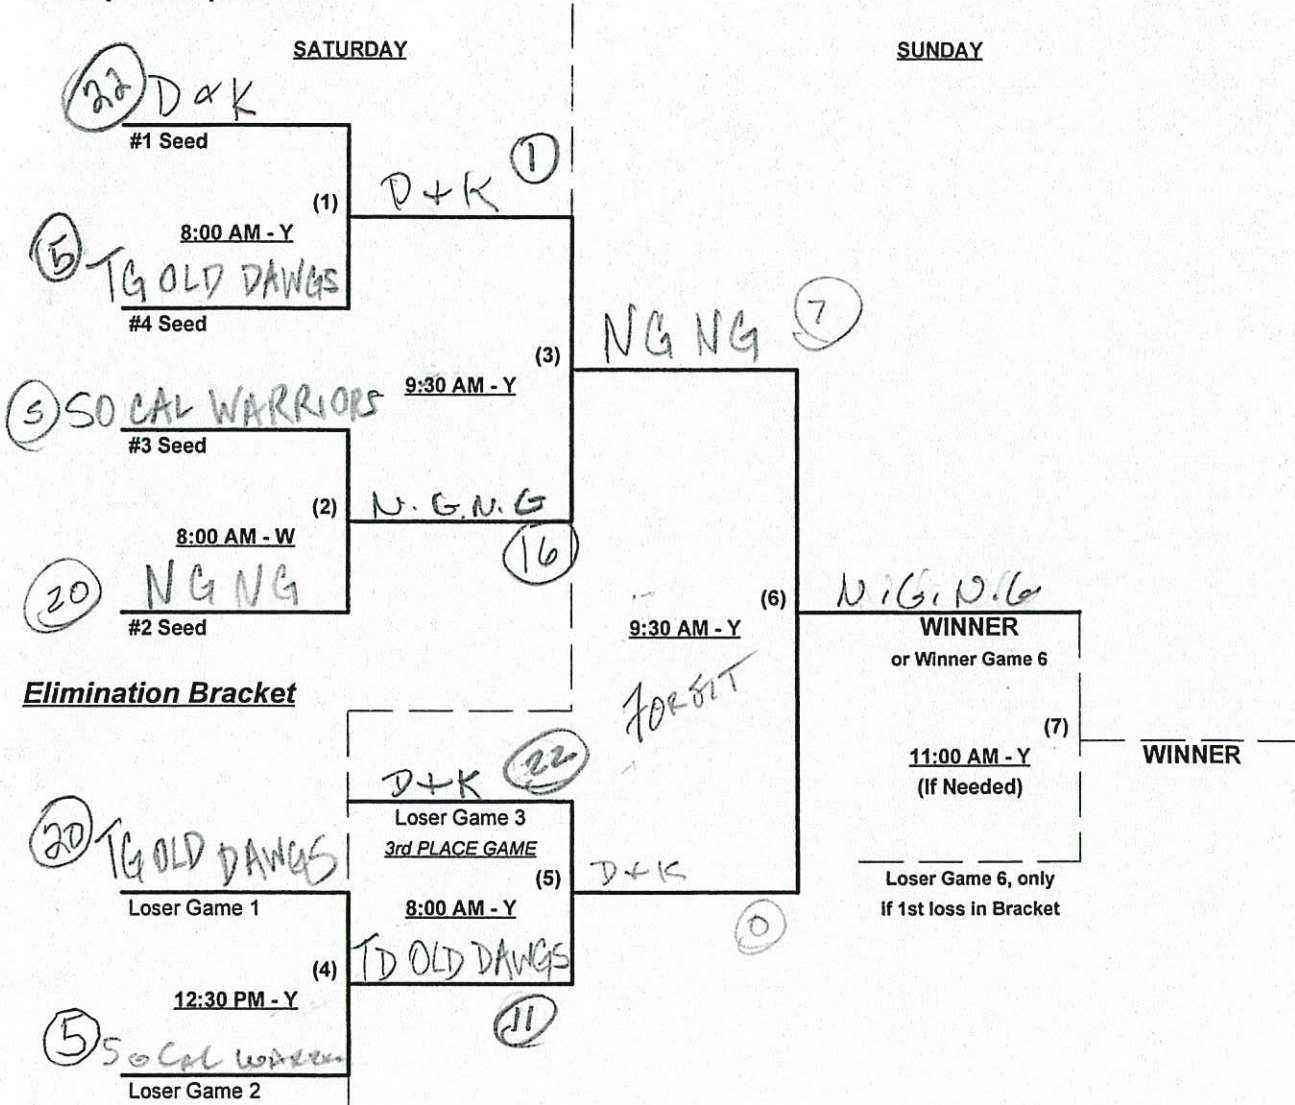 SATURDAY
SUNDAY
22 D & K
#1 Seed
(1)
D + K 1
8:00 AM - Y
5 TG OLD DAWGS
#4 Seed
NG NG 7
(3)
9:30 AM - Y
5 SO CAL WARRIORS
#3 Seed
(2)
N. G. N. G
16
8:00 AM - W
20 NG NG
#2 Seed
(6)
N. G. N. G
9:30 AM - Y
WINNER
or Winner Game 6
FORFIT
Elimination Bracket
(7)
WINNER
11:00 AM - Y
(If Needed)
D + K 22
Loser Game 3
3rd PLACE GAME
20 TG OLD DAWGS
Loser Game 1
(5)
D + K
0
8:00 AM - Y
Loser Game 6, only
if 1st loss in Bracket
(4)
TD OLD DAWGS
11
12:30 PM - Y
5 So CAL
Loser Game 2